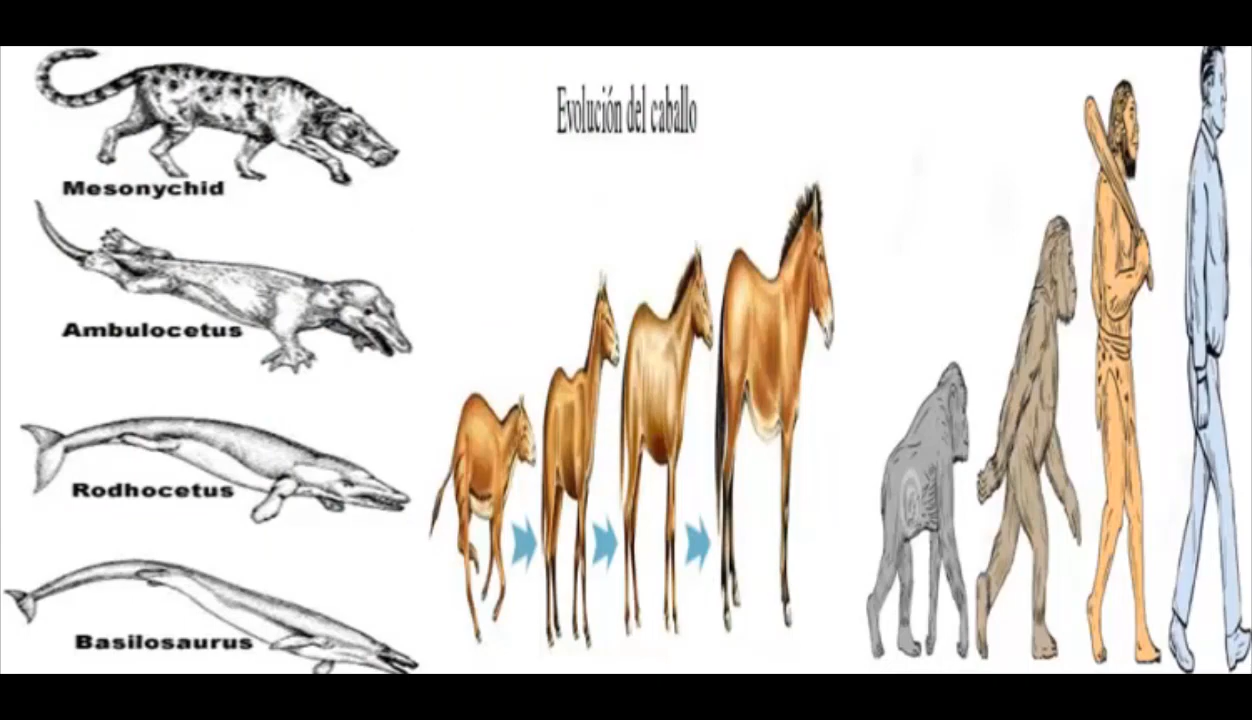 Mesonychid
Ambulocetus
Rodhocetus
Basilosaurus
Evolución del caballo